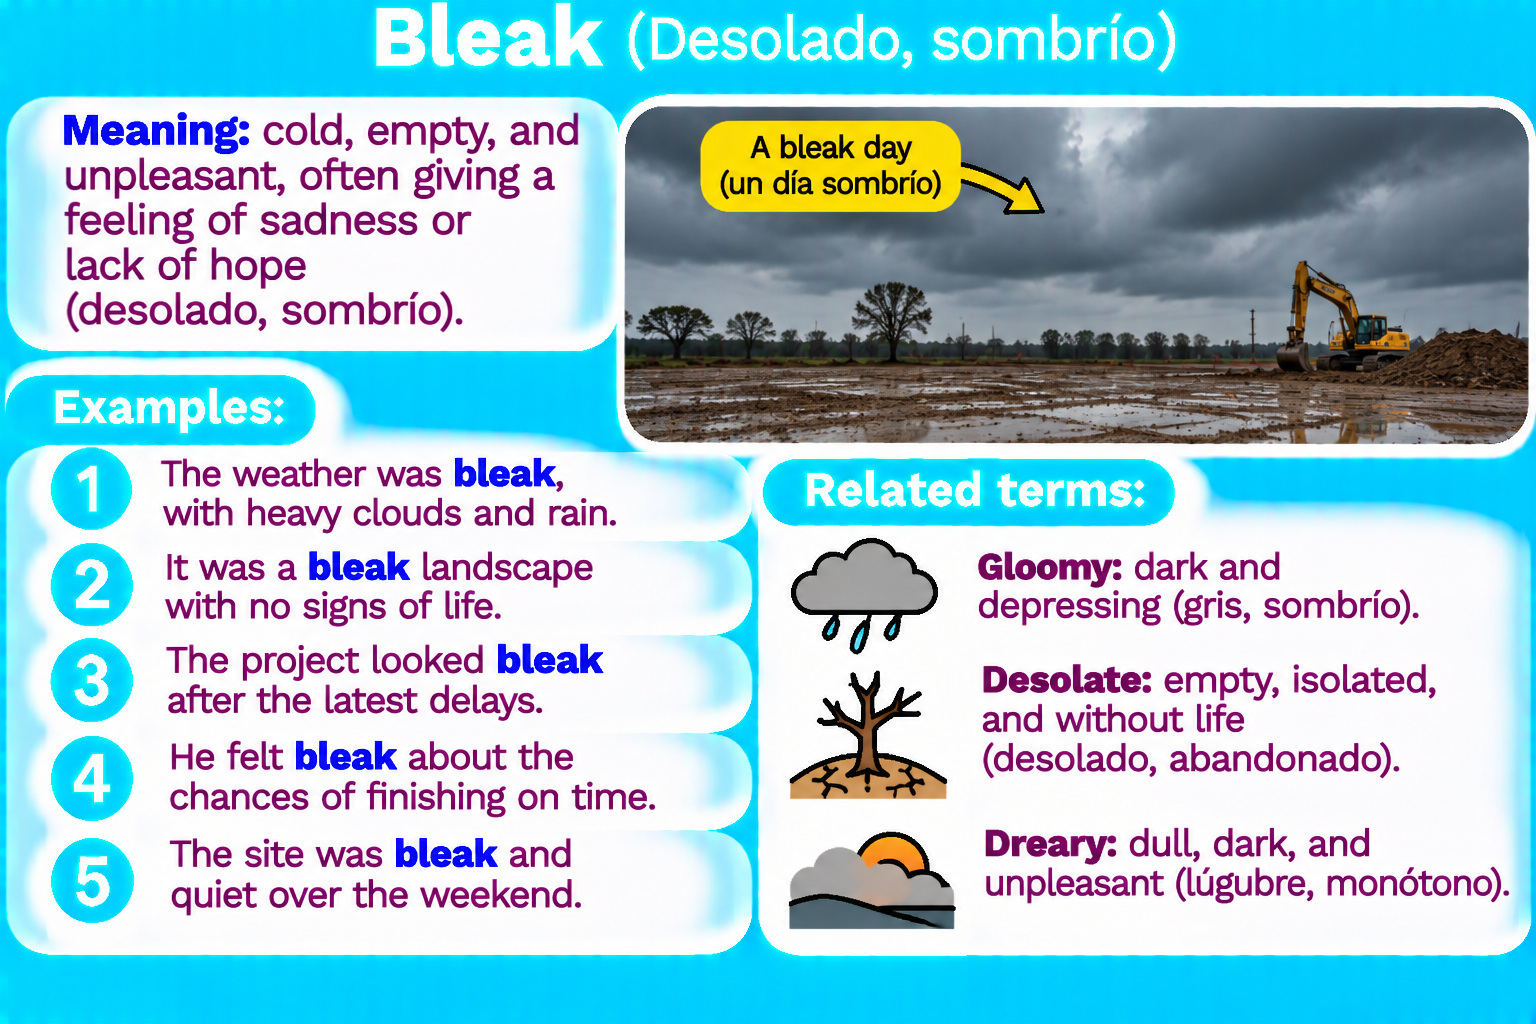 Bleak (Desolado, sombrío)
Meaning: cold, empty, and
unpleasant, often giving a
feeling of sadness or
lack of hope
(desolado, sombrío).
A bleak day
(un día sombrío)
Examples:
1 The weather was bleak,
with heavy clouds and rain.
2 It was a bleak landscape
with no signs of life.
3 The project looked bleak
after the latest delays.
4 He felt bleak about the
chances of finishing on time.
5 The site was bleak and
quiet over the weekend.
Related terms:
Gloomy: dark and
depressing (gris, sombrío).
Desolate: empty, isolated,
and without life
(desolado, abandonado).
Dreary: dull, dark, and
unpleasant (lúgubre, monótono).